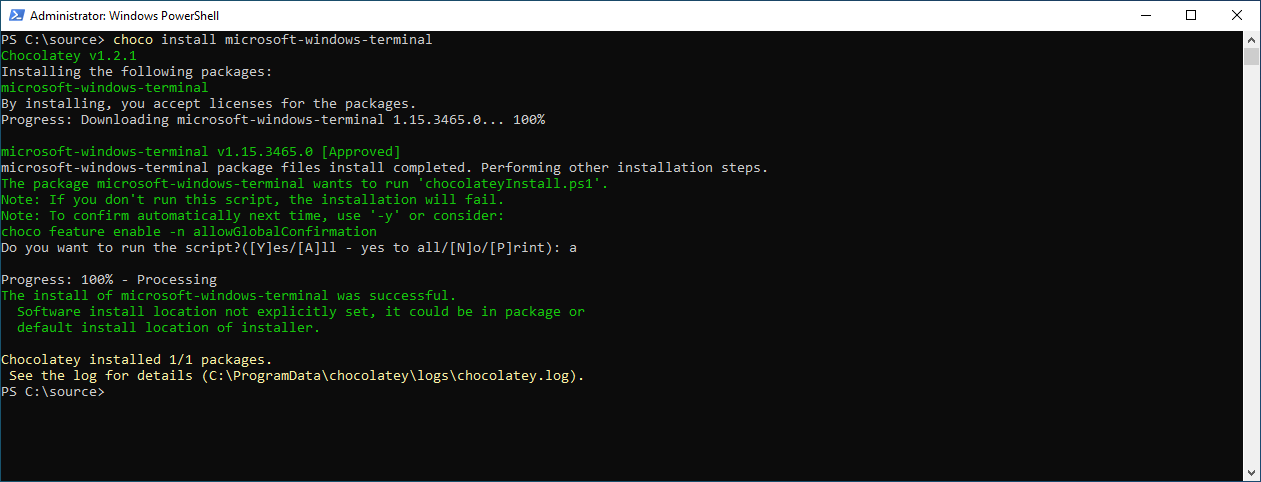 Administrator: Windows PowerShell
PS C:\source> choco install microsoft-windows-terminal
Chocolatey v1.2.1
Installing the following packages:
microsoft-windows-terminal
By installing, you accept licenses for the packages.
Progress: Downloading microsoft-windows-terminal 1.15.3465.0... 100%
microsoft-windows-terminal v1.15.3465.0 [Approved]
microsoft-windows-terminal package files install completed. Performing other installation steps.
The package microsoft-windows-terminal wants to run 'chocolateyInstall.ps1'.
Note: If you don't run this script, the installation will fail.
Note: To confirm automatically next time, use '-y' or consider:
choco feature enable -n allowGlobalConfirmation
Do you want to run the script?([Y]es/[A]ll - yes to all/[N]o/[P]rint): a
Progress: 100% - Processing
The install of microsoft-windows-terminal was successful.
  Software install location not explicitly set, it could be in package or
  default install location of installer.
Chocolatey installed 1/1 packages.
 See the log for details (C:\ProgramData\chocolatey\logs\chocolatey.log).
PS C:\source>